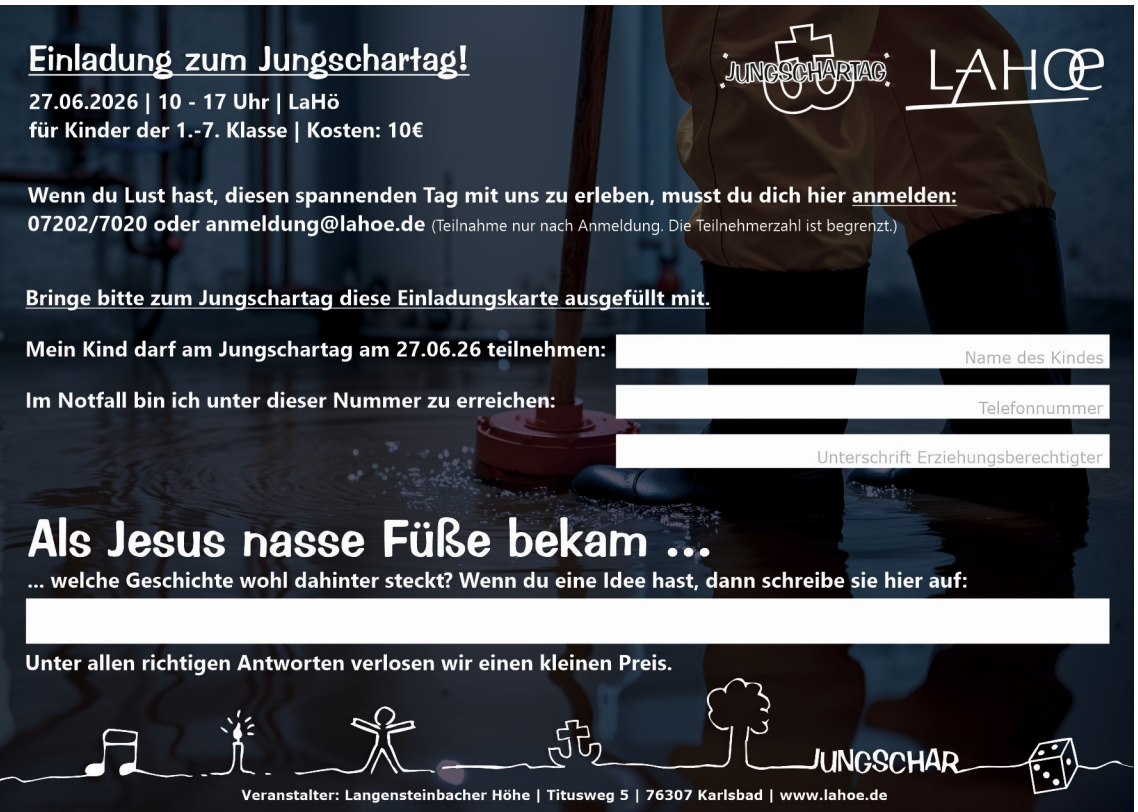 Einladung zum Jungschartag!
27.06.2026 | 10 - 17 Uhr | LaHö
für Kinder der 1.-7. Klasse | Kosten: 10€
JUNGSCHARTAG
LAHOe
Wenn du Lust hast, diesen spannenden Tag mit uns zu erleben, musst du dich hier anmelden:
07202/7020 oder anmeldung@lahoe.de (Teilnahme nur nach Anmeldung. Die Teilnehmerzahl ist begrenzt.)
Bringe bitte zum Jungschartag diese Einladungskarte ausgefüllt mit.
Mein Kind darf am Jungschartag am 27.06.26 teilnehmen: Name des Kindes
Im Notfall bin ich unter dieser Nummer zu erreichen: Telefonnummer
Unterschrift Erziehungsberechtigter
Als Jesus nasse Füße bekam ...
... welche Geschichte wohl dahinter steckt? Wenn du eine Idee hast, dann schreibe sie hier auf:
Unter allen richtigen Antworten verlosen wir einen kleinen Preis.
JUNGSCHAR
Veranstalter: Langensteinbacher Höhe | Titusweg 5 | 76307 Karlsbad | www.lahoe.de